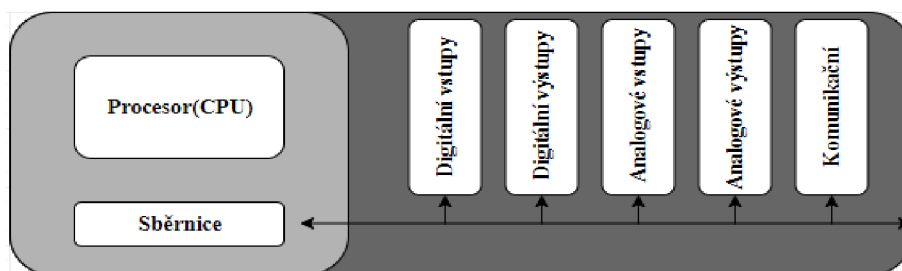 Procesor(CPU)
Sběrnice
Digitální vstupy
Digitální výstupy
Analogové vstupy
Analogové výstupy
Komunikační